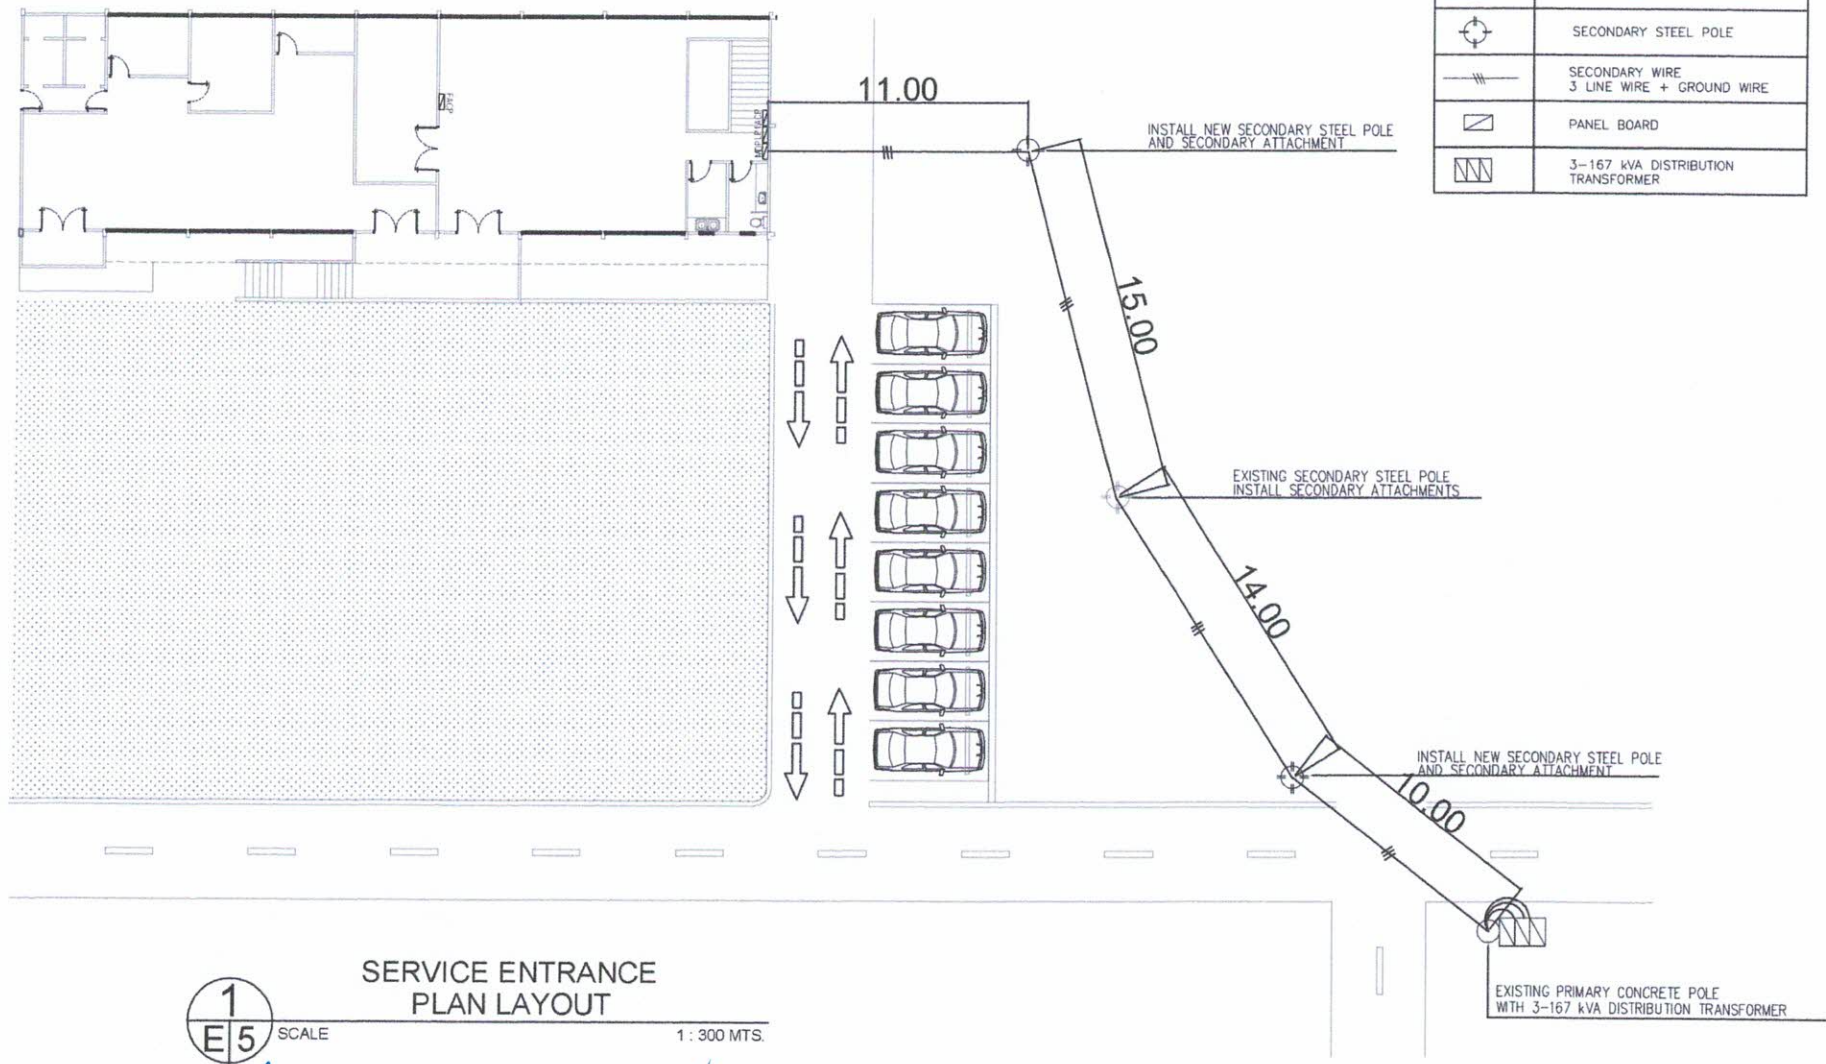 SECONDARY STEEL POLE
SECONDARY WIRE
3 LINE WIRE + GROUND WIRE
PANEL BOARD
3-167 kVA DISTRIBUTION
TRANSFORMER
FACP
11.00
INSTALL NEW SECONDARY STEEL POLE
AND SECONDARY ATTACHMENT
15.00
EXISTING SECONDARY STEEL POLE
INSTALL SECONDARY ATTACHMENTS
14.00
INSTALL NEW SECONDARY STEEL POLE
AND SECONDARY ATTACHMENT
10.00
EXISTING PRIMARY CONCRETE POLE
WITH 3-167 kVA DISTRIBUTION TRANSFORMER
1
E 5
SERVICE ENTRANCE
PLAN LAYOUT
SCALE
1 : 300 MTS.